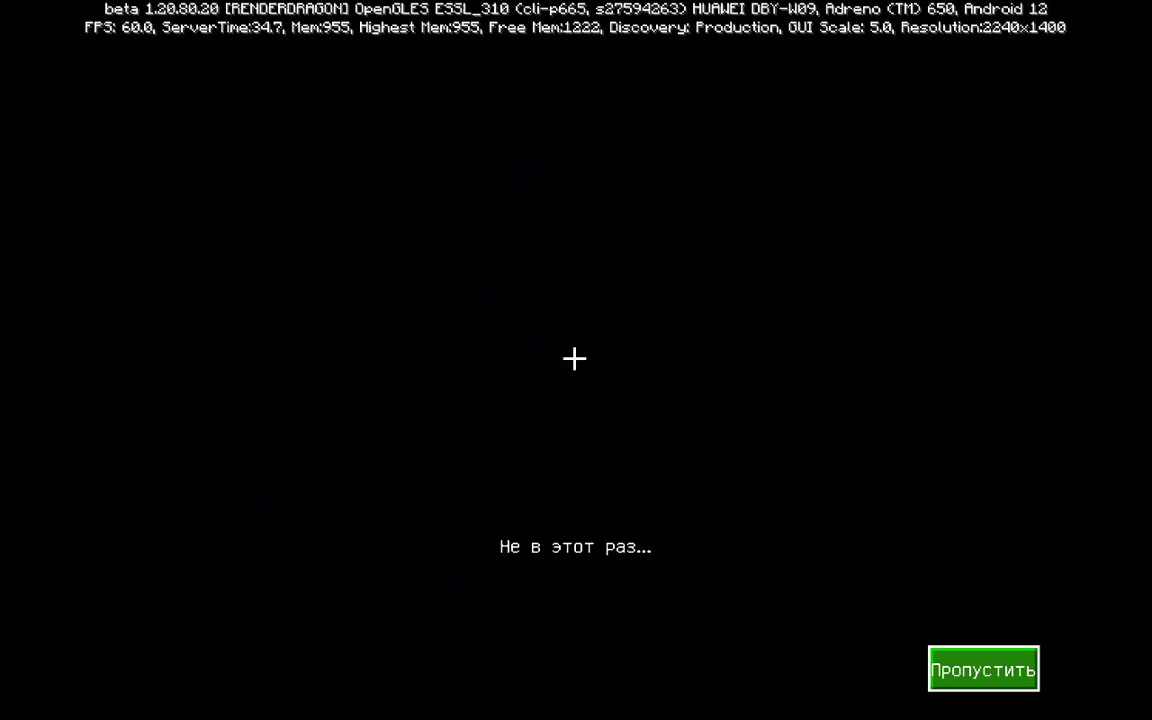 beta 1.20.80.20 [RENDERDRAGON] OpenGLES ESSL_310 (cli-p665, s27594263) HUAWEI DBY-W09, Adreno (TM) 650, Android 12
FPS: 60.0, ServerTime:34.7, Mem:955, Highest Mem:955, Free Mem:1222, Discovery: Production, GUI Scale: 5.0, Resolution:2240x1400
Не в этот раз...
Пропустить